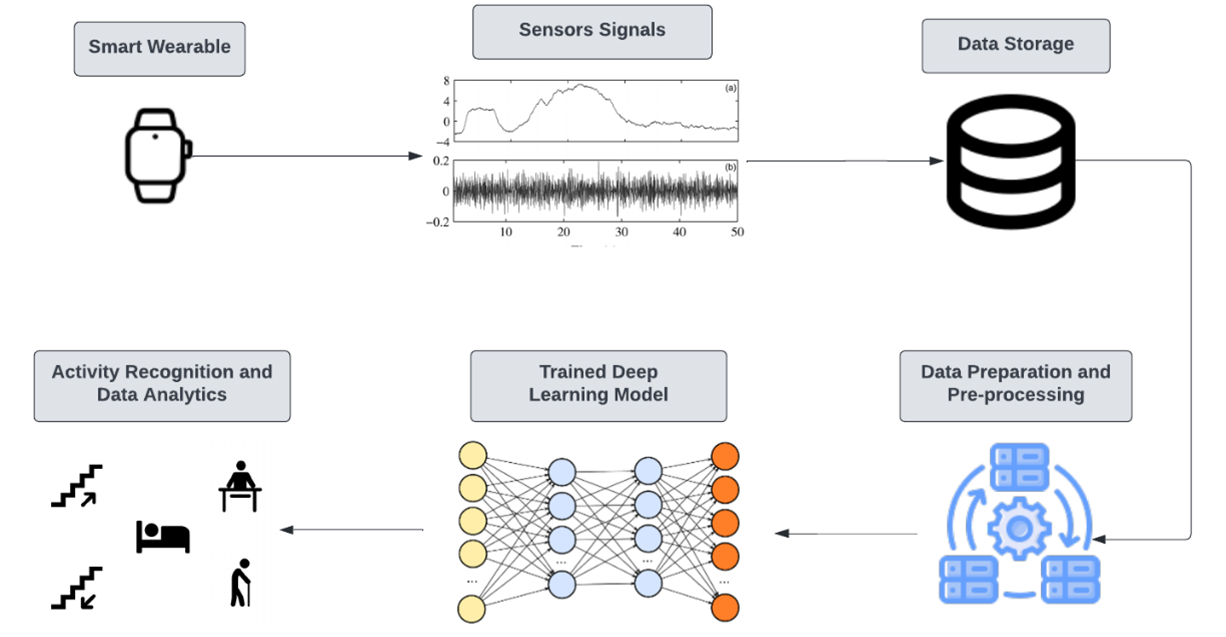 Smart Wearable
Sensors Signals
Data Storage
8
(a)
4
0
−4
0.2
(b)
0
−0.2
10 20 30 40 50
Activity Recognition and
Data Analytics
Trained Deep
Learning Model
Data Preparation and
Pre-processing
...
...
...
...